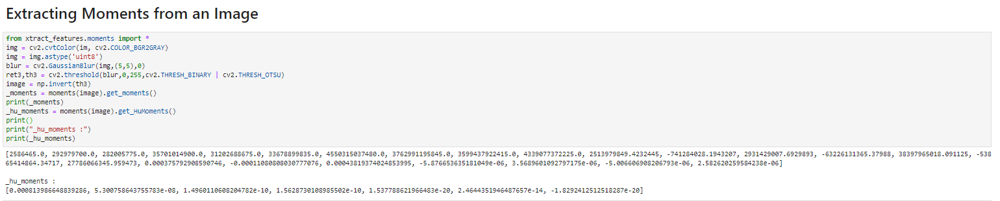 Extracting Moments from an Image
from xtract_features.moments import *
img = cv2.cvtColor(im, cv2.COLOR_BGR2GRAY)
img = img.astype('uint8')
blur = cv2.GaussianBlur(img,(5,5),0)
ret3,th3 = cv2.threshold(blur,0,255,cv2.THRESH_BINARY | cv2.THRESH_OTSU)
image = np.invert(th3)
_moments = moments(image).get_moments()
print(_moments)
_hu_moments = moments(image).get_HuMoments()
print()
print("_hu_moments :")
print(_hu_moments)
[2586465.0, 292979700.0, 282005775.0, 35701014900.0, 31202688675.0, 33678899835.0, 4550315037480.0, 3762991195845.0, 3599437922415.0, 4339077372225.0, 2513979849.4232445, -741284028.1943207, 2931429007.6929893, -63226131365.37988, 38397965018.091125, -538
65414864.34717, 27786066345.959473, 0.000375792908590746, -0.00011080808030777076, 0.00043819374024853995, -5.876653635181049e-06, 3.5689601092797175e-06, -5.006606908206793e-06, 2.582620259584238e-06]
_hu_moments :
[0.000813986648839286, 5.300758643755783e-08, 1.4960110608204782e-10, 1.5628730108985502e-10, 1.537788621966483e-20, 2.4644351946487657e-14, -1.8292412512518287e-20]